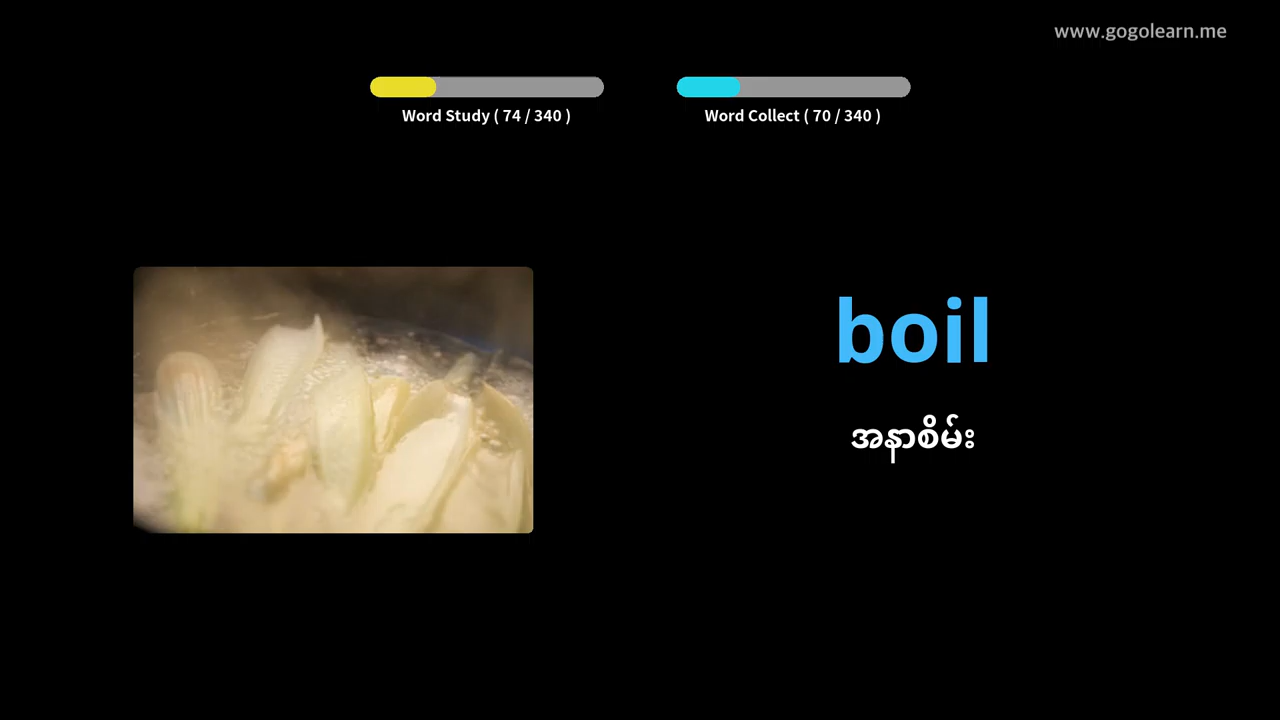 www.gogolearn.me
Word Study ( 74 / 340 )
Word Collect ( 70 / 340 )
boil
အနာစိမ်း